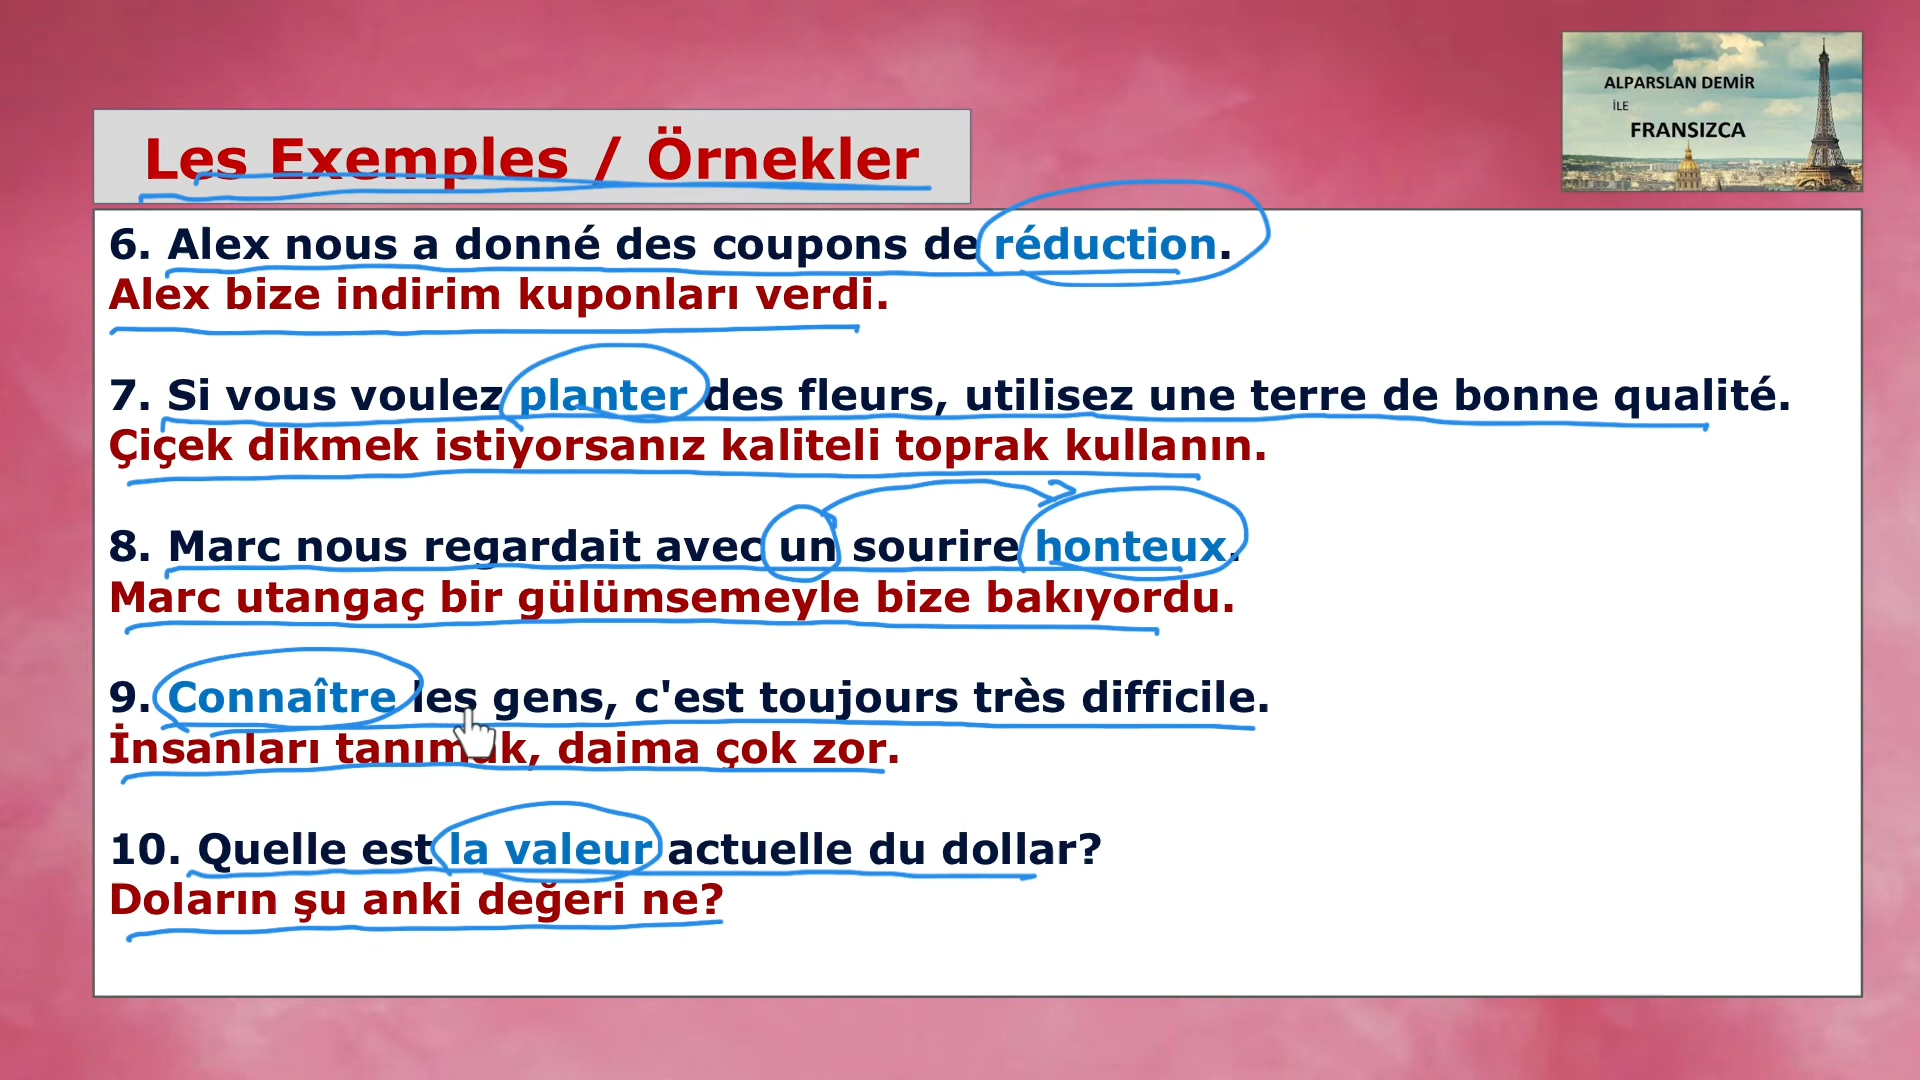 ALPARSLAN DEMİR
İLE
FRANSIZCA
Les Exemples / Örnekler
6. Alex nous a donné des coupons de réduction.
Alex bize indirim kuponları verdi.
7. Si vous voulez planter des fleurs, utilisez une terre de bonne qualité.
Çiçek dikmek istiyorsanız kaliteli toprak kullanın.
8. Marc nous regardait avec un sourire honteux.
Marc utangaç bir gülümsemeyle bize bakıyordu.
9. Connaître les gens, c'est toujours très difficile.
İnsanları tanımak, daima çok zor.
10. Quelle est la valeur actuelle du dollar?
Doların şu anki değeri ne?